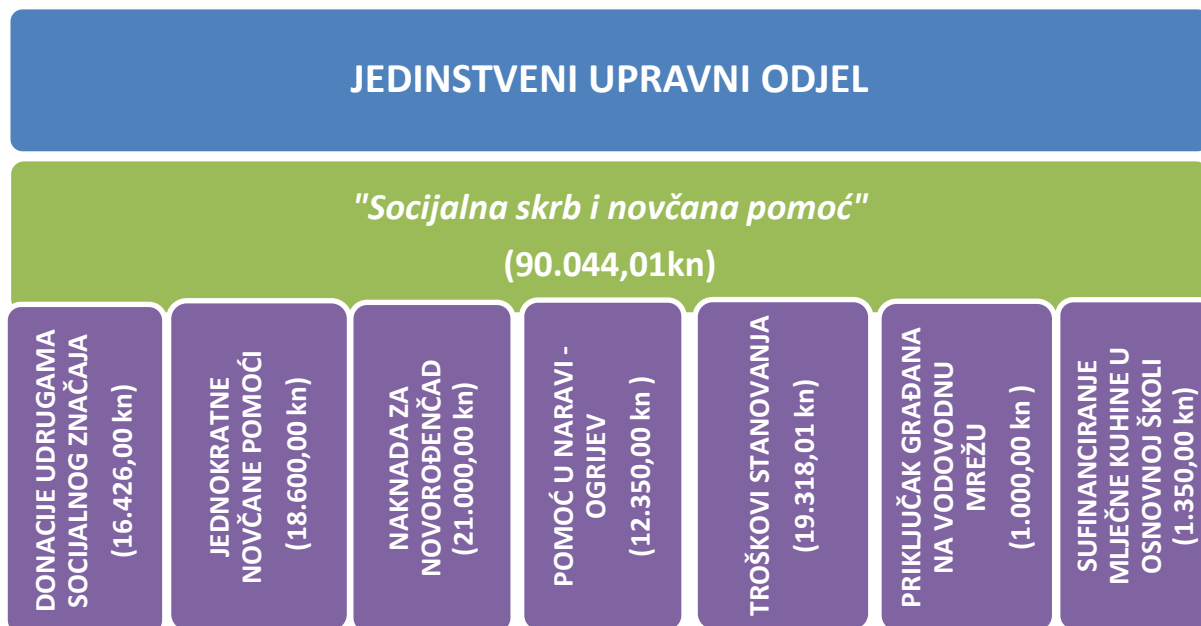 JEDINSTVENI UPRAVNI ODJEL
"Socijalna skrb i novčana pomoć"
(90.044,01kn)
DONACIJE UDRUGAMA
SOCIJALNOG ZNAČAJA
(16.426,00 kn)
JEDNOKRATNE
NOVČANE POMOĆI
(18.600,00 kn)
NAKNADA ZA
NOVOROĐENČAD
(21.000,00 kn)
POMOĆ U NARAVI -
OGRIJEV
(12.350,00 kn )
TROŠKOVI STANOVANJA
(19.318,01 kn)
PRIKLJUČAK GRAĐANA
NA VODOVODNU
MREŽU
(1.000,00 kn )
SUFINANCIRANJE
MLJEČNE KUHINE U
OSNOVNOJ ŠKOLI
(1.350,00 kn)